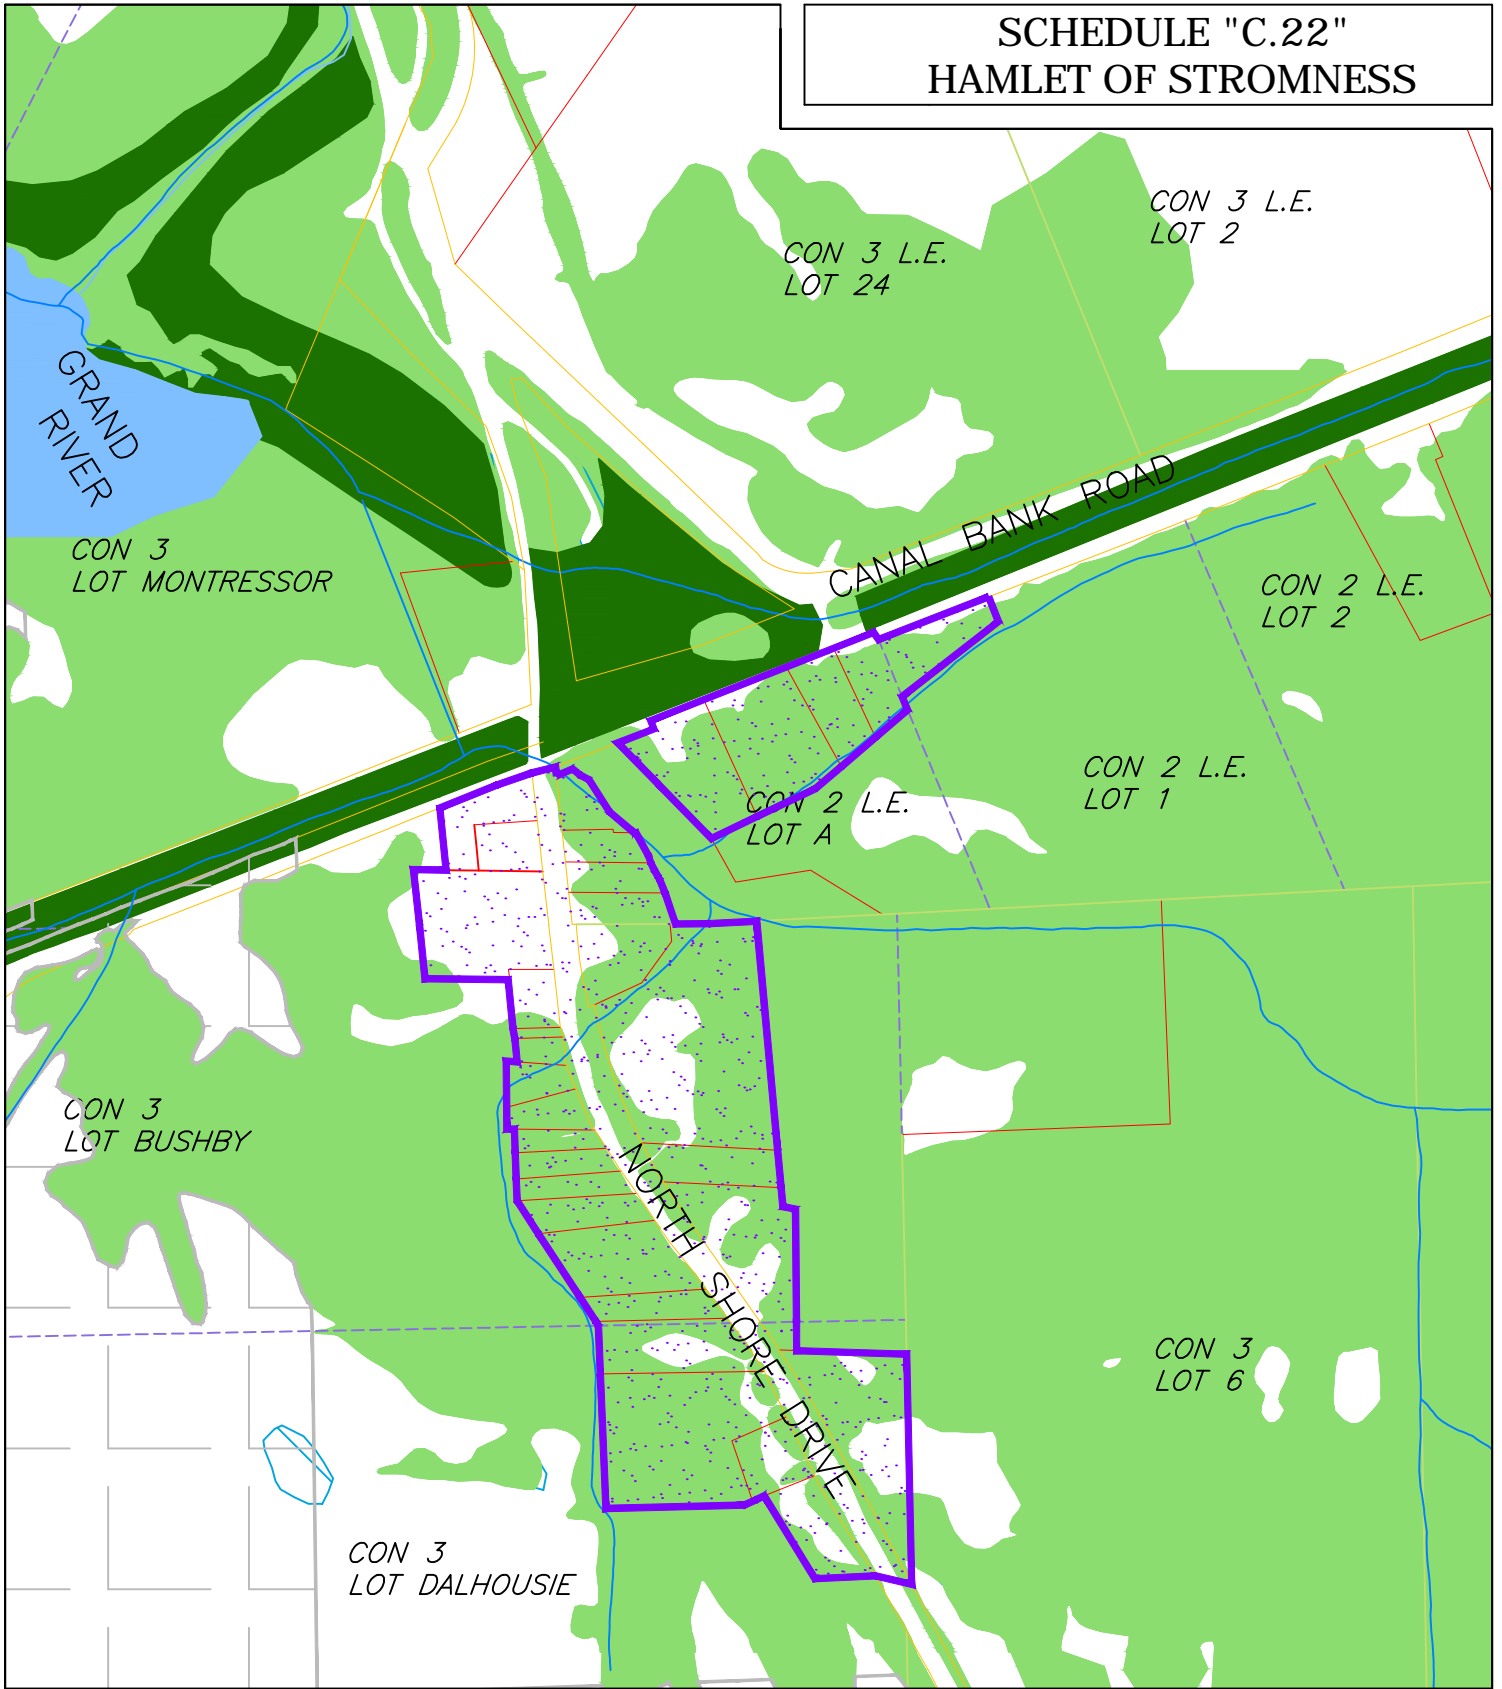 SCHEDULE "C.22"
HAMLET OF STROMNESS
CON 3 L.E.
LOT 2
CON 3 L.E.
LOT 24
GRAND
RIVER
CANAL BANK ROAD
CON 3
LOT MONTRESSOR
CON 2 L.E.
LOT 2
CON 2 L.E.
LOT 1
CON 2 L.E.
LOT A
CON 3
LOT BUSHBY
NORTH SHORE DRIVE
CON 3
LOT 6
CON 3
LOT DALHOUSIE